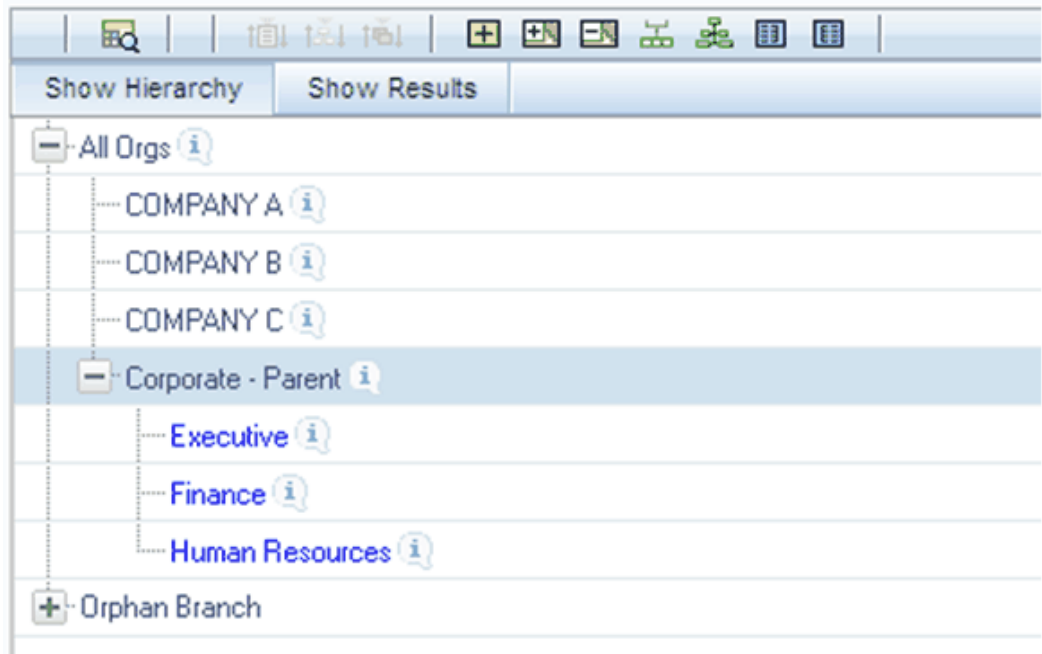 Show Hierarchy Show Results
All Orgs
COMPANY A
COMPANY B
COMPANY C
Corporate - Parent
Executive
Finance
Human Resources
Orphan Branch